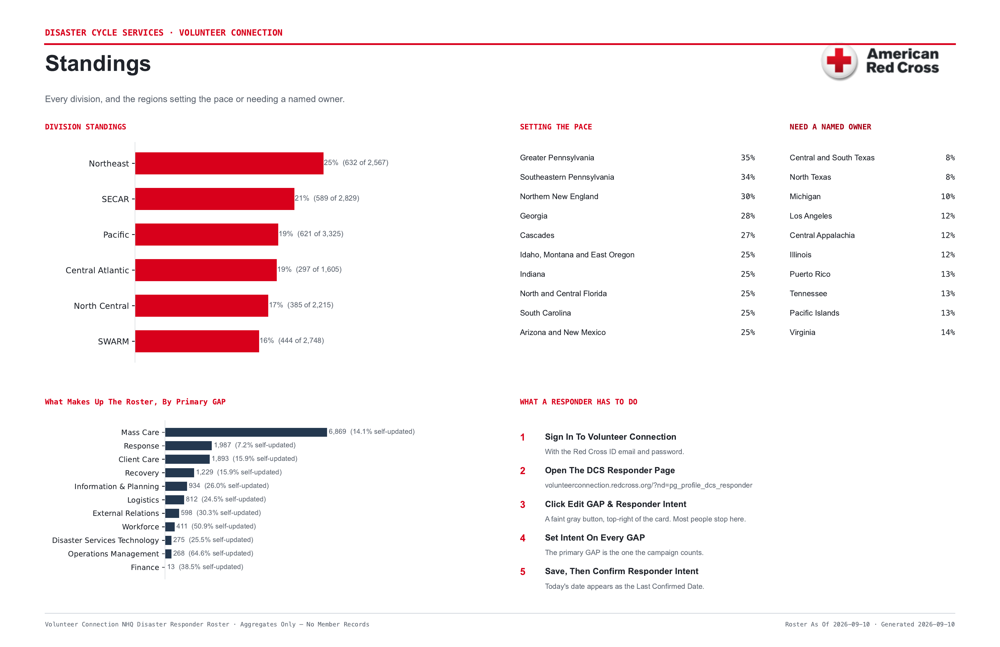 DISASTER CYCLE SERVICES · VOLUNTEER CONNECTION
American
Red Cross
Standings
Every division, and the regions setting the pace or needing a named owner.
DIVISION STANDINGS
Northeast 25% (632 of 2,567)
SECAR 21% (589 of 2,829)
Pacific 19% (621 of 3,325)
Central Atlantic 19% (297 of 1,605)
North Central 17% (385 of 2,215)
SWARM 16% (444 of 2,748)
SETTING THE PACE
Greater Pennsylvania 35%
Southeastern Pennsylvania 34%
Northern New England 30%
Georgia 28%
Cascades 27%
Idaho, Montana and East Oregon 25%
Indiana 25%
North and Central Florida 25%
South Carolina 25%
Arizona and New Mexico 25%
NEED A NAMED OWNER
Central and South Texas 8%
North Texas 8%
Michigan 10%
Los Angeles 12%
Central Appalachia 12%
Illinois 12%
Puerto Rico 13%
Tennessee 13%
Pacific Islands 13%
Virginia 14%
What Makes Up The Roster, By Primary GAP
Mass Care 6,869 (14.1% self-updated)
Response 1,987 (7.2% self-updated)
Client Care 1,893 (15.9% self-updated)
Recovery 1,229 (15.9% self-updated)
Information & Planning 934 (26.0% self-updated)
Logistics 812 (24.5% self-updated)
External Relations 598 (30.3% self-updated)
Workforce 411 (50.9% self-updated)
Disaster Services Technology 275 (25.5% self-updated)
Operations Management 268 (64.6% self-updated)
Finance 13 (38.5% self-updated)
WHAT A RESPONDER HAS TO DO
1 Sign In To Volunteer Connection
With the Red Cross ID email and password.
2 Open The DCS Responder Page
volunteerconnection.redcross.org/?nd=pg_profile_dcs_responder
3 Click Edit GAP & Responder Intent
A faint gray button, top-right of the card. Most people stop here.
4 Set Intent On Every GAP
The primary GAP is the one the campaign counts.
5 Save, Then Confirm Responder Intent
Today's date appears as the Last Confirmed Date.
Volunteer Connection NHQ Disaster Responder Roster · Aggregates Only — No Member Records
Roster As Of 2026-09-10 · Generated 2026-09-10